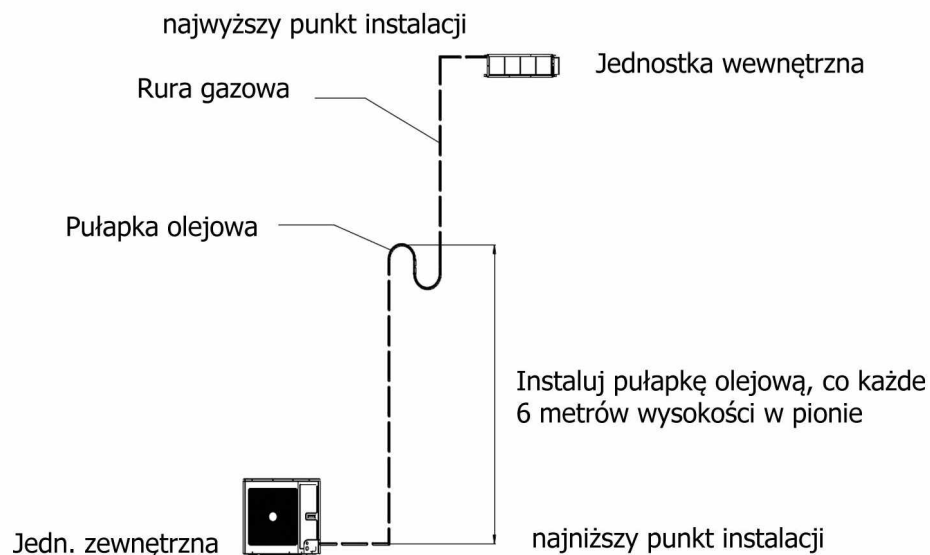 najwyższy punkt instalacji
Jednostka wewnętrzna
Rura gazowa
Pułapka olejowa
Instaluj pułapkę olejową, co każde
6 metrów wysokości w pionie
Jedn. zewnętrzna
najniższy punkt instalacji